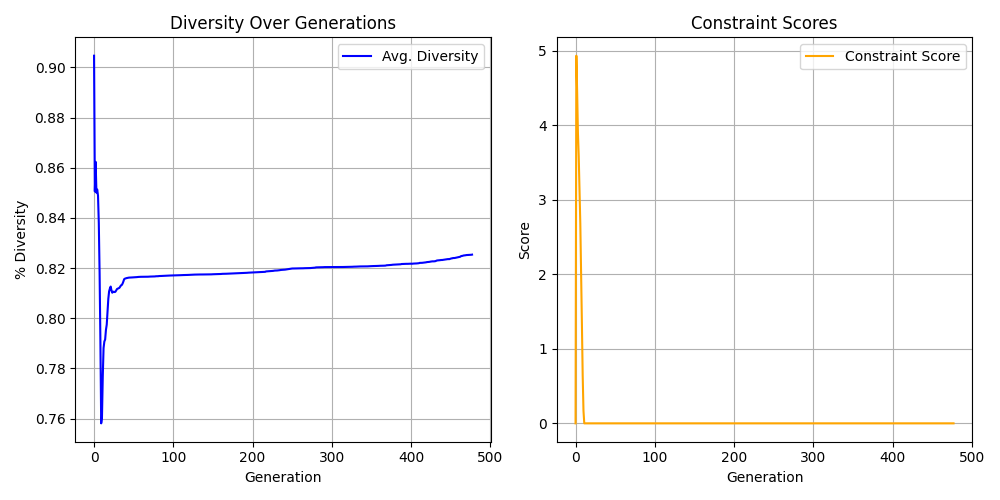 Diversity Over Generations
Avg. Diversity
0.90
0.88
0.86
0.84
0.82
0.80
0.78
0.76
% Diversity
0 100 200 300 400 500
Generation
Constraint Scores
Constraint Score
5
4
3
2
1
0
Score
0 100 200 300 400 500
Generation